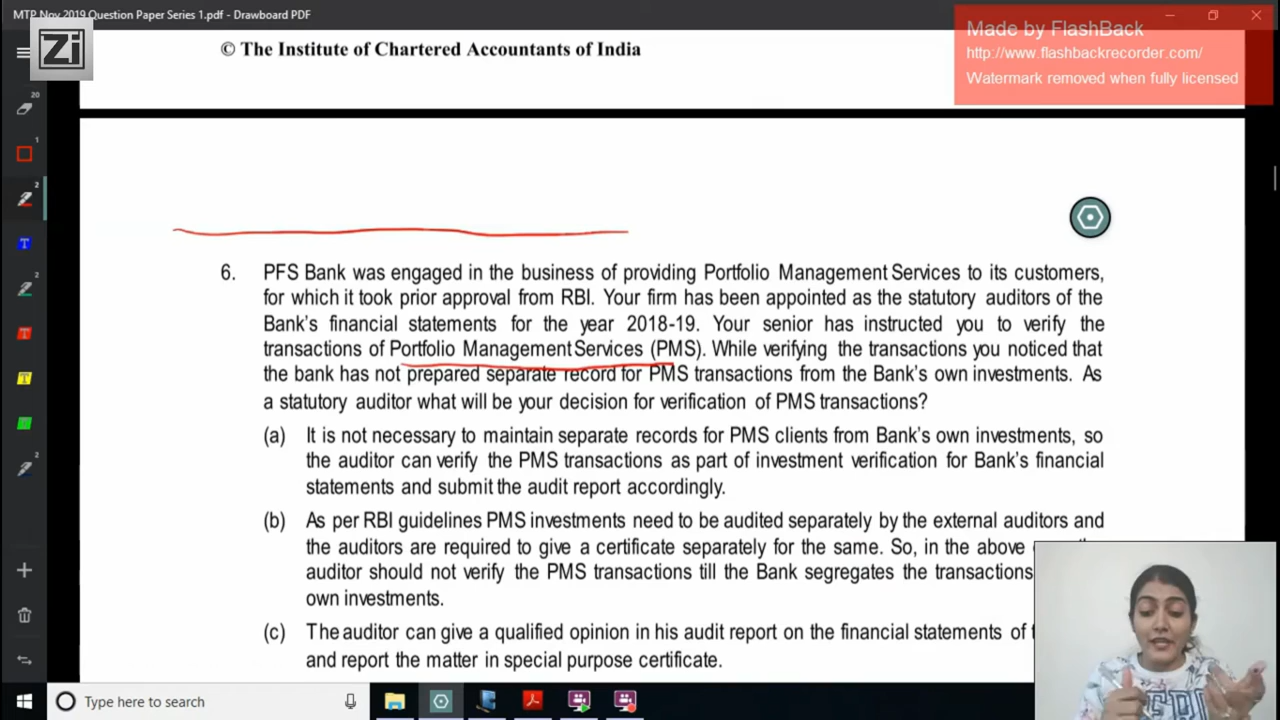 MTP Nov 2019 Question Paper Series 1.pdf - Drawboard PDF
Made by FlashBack
http://www.flashbackrecorder.com/
Watermark removed when fully licensed
Zi
© The Institute of Chartered Accountants of India
20
1
2
T
2
T
T
2
6. PFS Bank was engaged in the business of providing Portfolio Management Services to its customers,
for which it took prior approval from RBI. Your firm has been appointed as the statutory auditors of the
Bank's financial statements for the year 2018-19. Your senior has instructed you to verify the
transactions of Portfolio Management Services (PMS). While verifying the transactions you noticed that
the bank has not prepared separate record for PMS transactions from the Bank's own investments. As
a statutory auditor what will be your decision for verification of PMS transactions?
(a) It is not necessary to maintain separate records for PMS clients from Bank's own investments, so
the auditor can verify the PMS transactions as part of investment verification for Bank's financial
statements and submit the audit report accordingly.
(b) As per RBI guidelines PMS investments need to be audited separately by the external auditors and
the auditors are required to give a certificate separately for the same. So, in the above
auditor should not verify the PMS transactions till the Bank segregates the transactions
own investments.
(c) The auditor can give a qualified opinion in his audit report on the financial statements of
and report the matter in special purpose certificate.
Type here to search